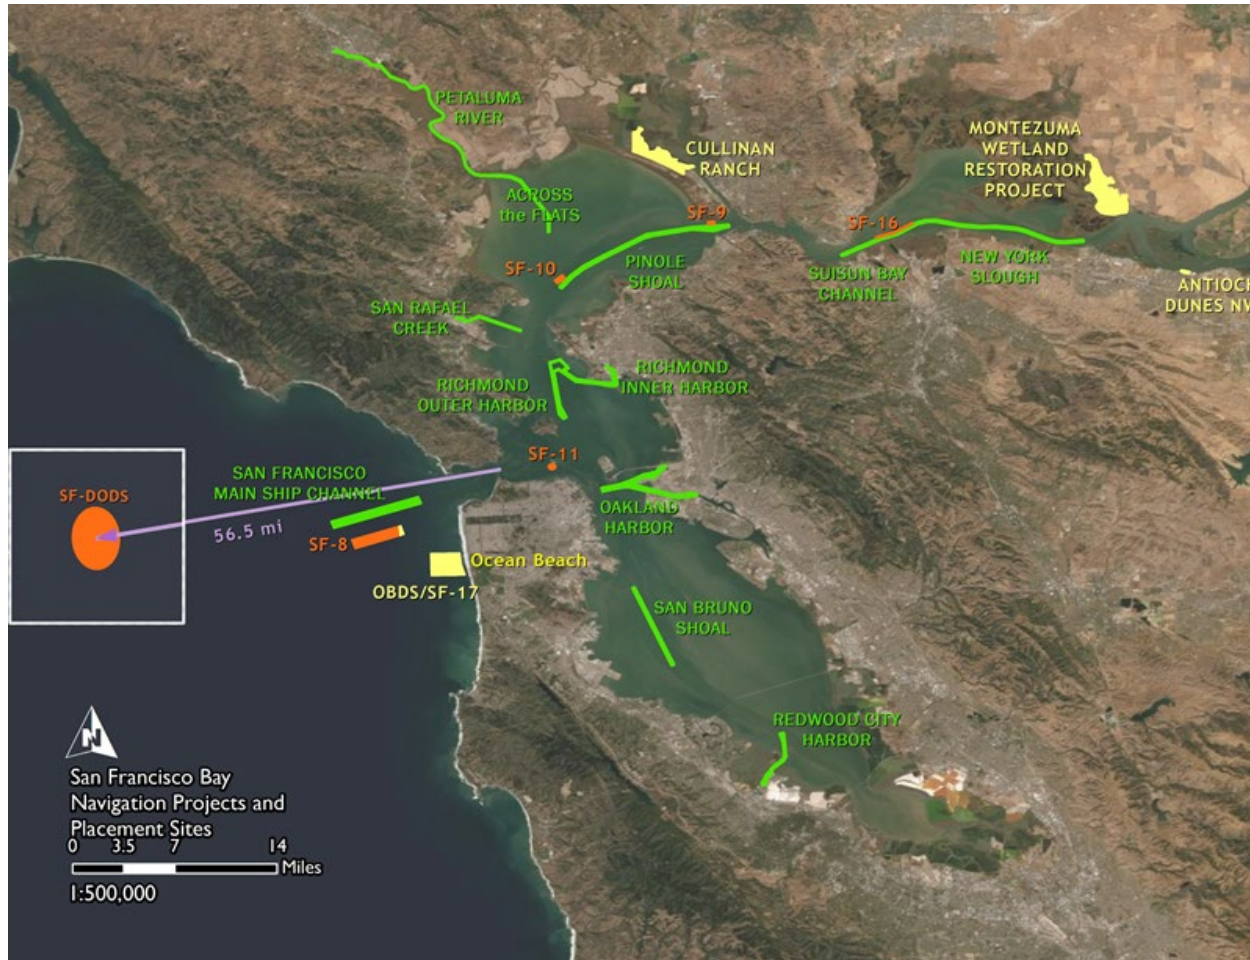 PETALUMA
RIVER
CULLINAN
RANCH
MONTEZUMA
WETLAND
RESTORATION
PROJECT
ACROSS
the FLATS
SF-9
SF-16
SF-10
PINOLE
SHOAL
SUISUN BAY
CHANNEL
NEW YORK
SLOUGH
ANTIOCH
DUNES NW
SAN RAFAEL
CREEK
RICHMOND
OUTER HARBOR
RICHMOND
INNER HARBOR
SF-11
SF-DODS
SAN FRANCISCO
MAIN SHIP CHANNEL
56.5 mi
SF-8
OAKLAND
HARBOR
Ocean Beach
OBDS/SF-17
SAN BRUNO
SHOAL
REDWOOD CITY
HARBOR
N
San Francisco Bay
Navigation Projects and
Placement Sites
0 3.5 7 14
Miles
1:500,000